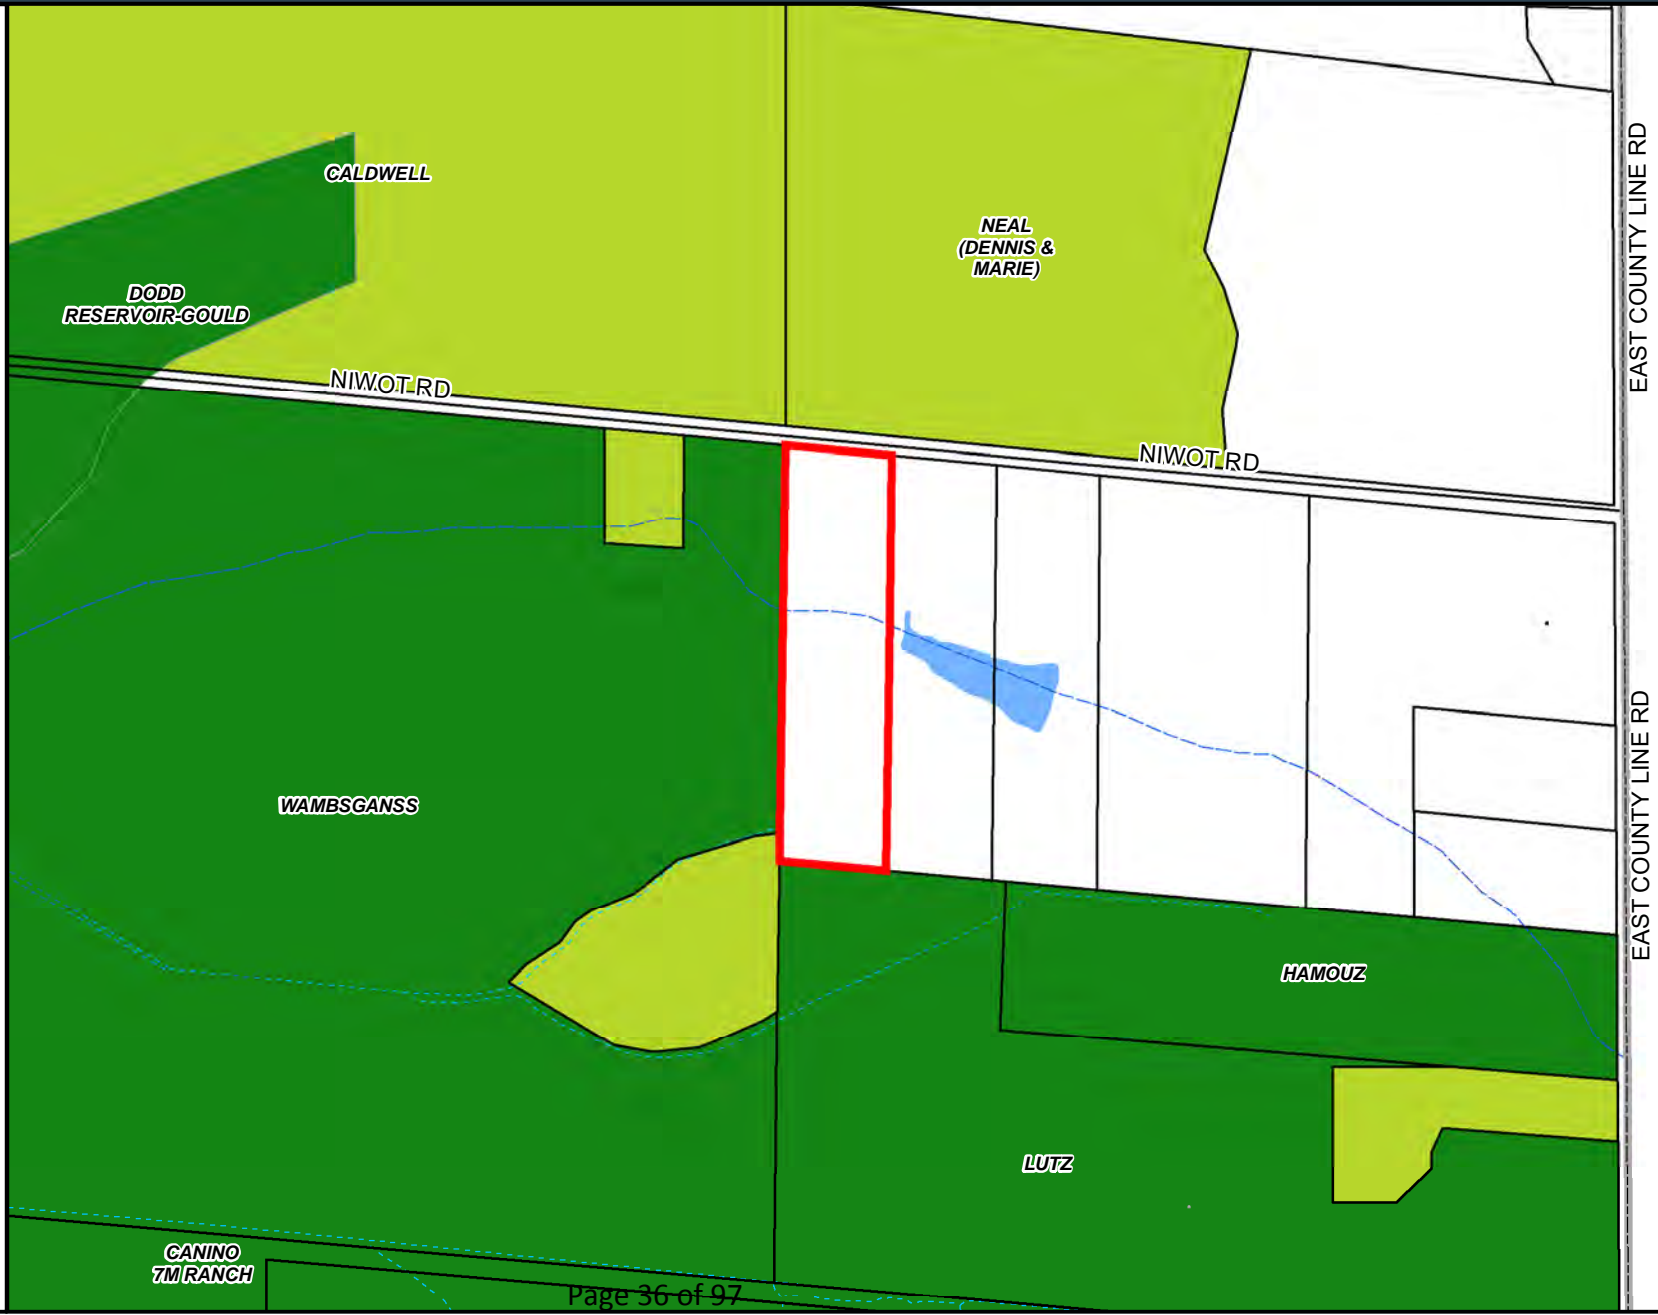 CALDWELL
EAST COUNTY LINE RD
NEAL
(DENNIS &
MARIE)
DODD
RESERVOIR-GOULD
NIWOT RD
NIWOT RD
WAMBSGANSS
EAST COUNTY LINE RD
HAMOUZ
LUTZ
CANINO
7M RANCH
Page 36 of 97